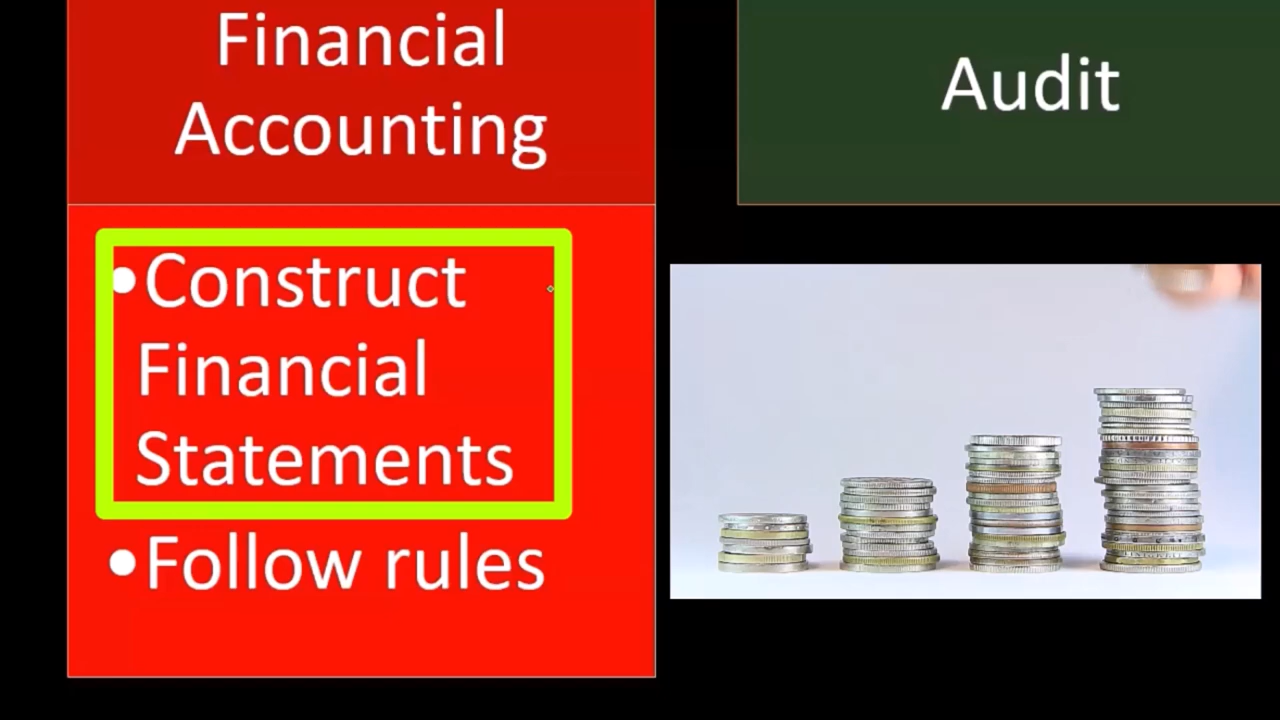 Financial
Accounting
•Construct
Financial
Statements
•Follow rules
Audit